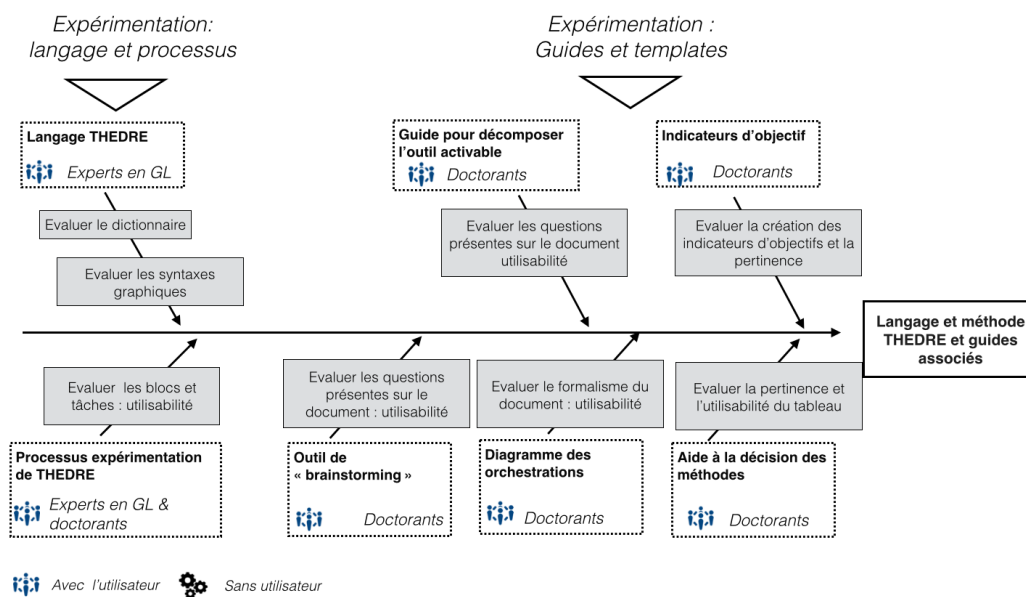 Expérimentation:
langage et processus
Expérimentation :
Guides et templates
Langage THEDRE
Experts en GL
Guide pour décomposer
l'outil activable
Doctorants
Indicateurs d'objectif
Doctorants
Evaluer le dictionnaire
Evaluer les syntaxes
graphiques
Evaluer les questions
présentes sur le document
utilisabilité
Evaluer la création des
indicateurs d'objectifs et la
pertinence
Langage et méthode
THEDRE et guides
associés
Evaluer les blocs et
tâches : utilisabilité
Evaluer les questions
présentes sur le
document : utilisabilité
Evaluer le formalisme du
document : utilisabilité
Evaluer la pertinence et
l'utilisabilité du tableau
Processus expérimentation
de THEDRE
Experts en GL &
doctorants
Outil de
« brainstorming »
Doctorants
Diagramme des
orchestrations
Doctorants
Aide à la décision des
méthodes
Doctorants
Avec l'utilisateur
Sans utilisateur